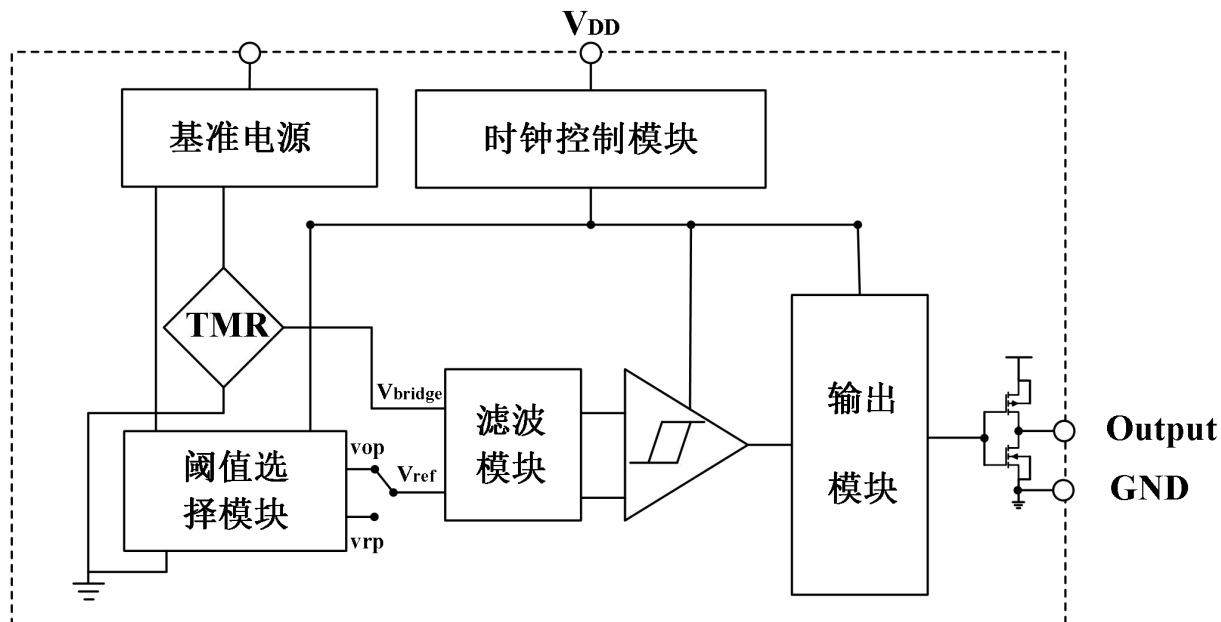 VDD
基准电源
时钟控制模块
TMR
Vbridge
滤波
模块
阈值选
择模块
vop
Vref
vrp
输出
模块
Output
GND